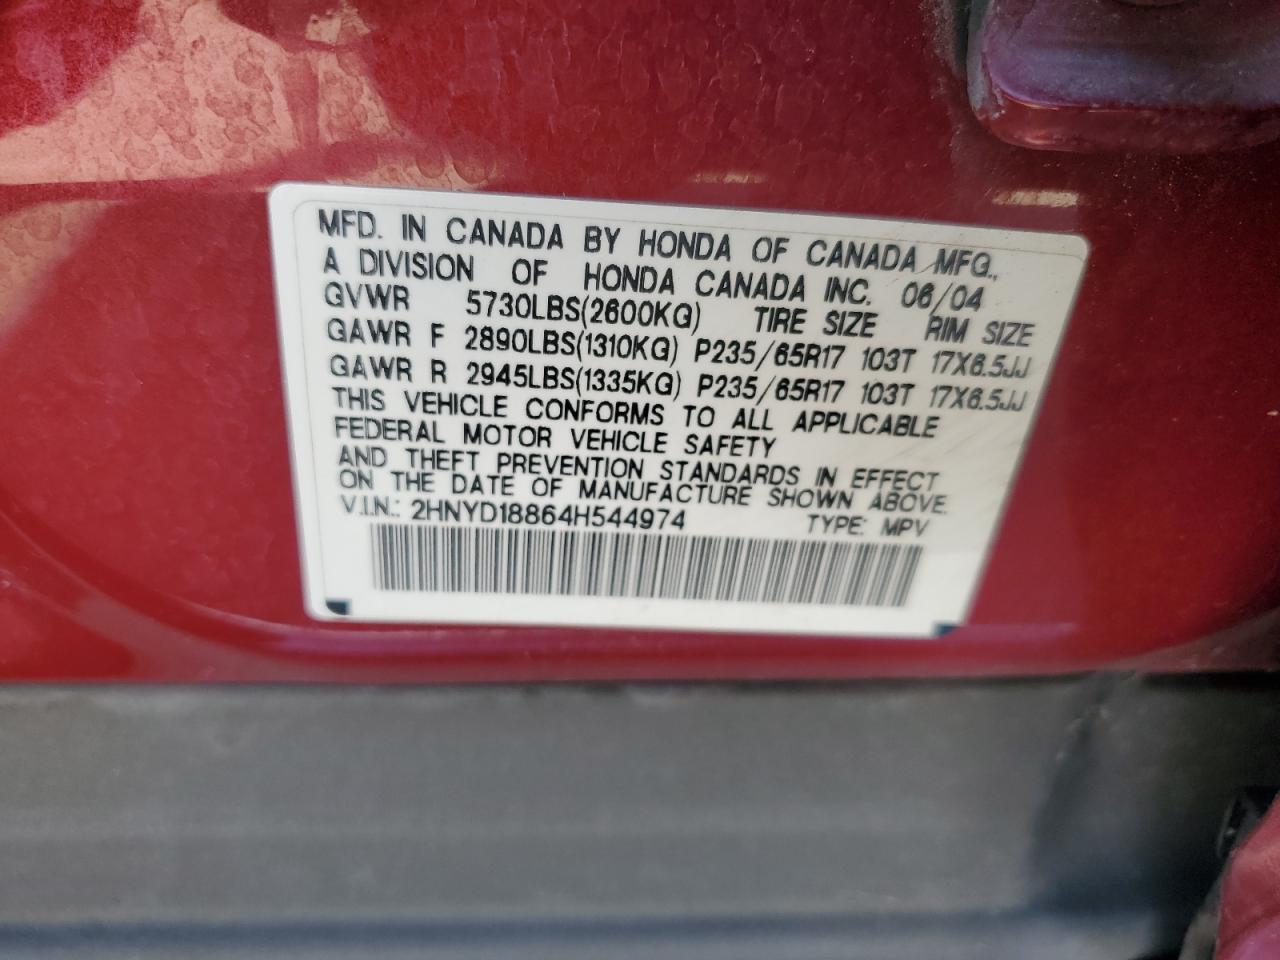 MFD. IN CANADA BY HONDA OF CANADA MFG.,
A DIVISION OF HONDA CANADA INC. 06/04
GVWR 5730LBS(2600KG) TIRE SIZE RIM SIZE
GAWR F 2890LBS(1310KG) P235/65R17 103T 17X6.5JJ
GAWR R 2945LBS(1335KG) P235/65R17 103T 17X6.5JJ
THIS VEHICLE CONFORMS TO ALL APPLICABLE
FEDERAL MOTOR VEHICLE SAFETY
AND THEFT PREVENTION STANDARDS IN EFFECT
ON THE DATE OF MANUFACTURE SHOWN ABOVE.
V.I.N.: 2HNYD18864H544974 TYPE: MPV